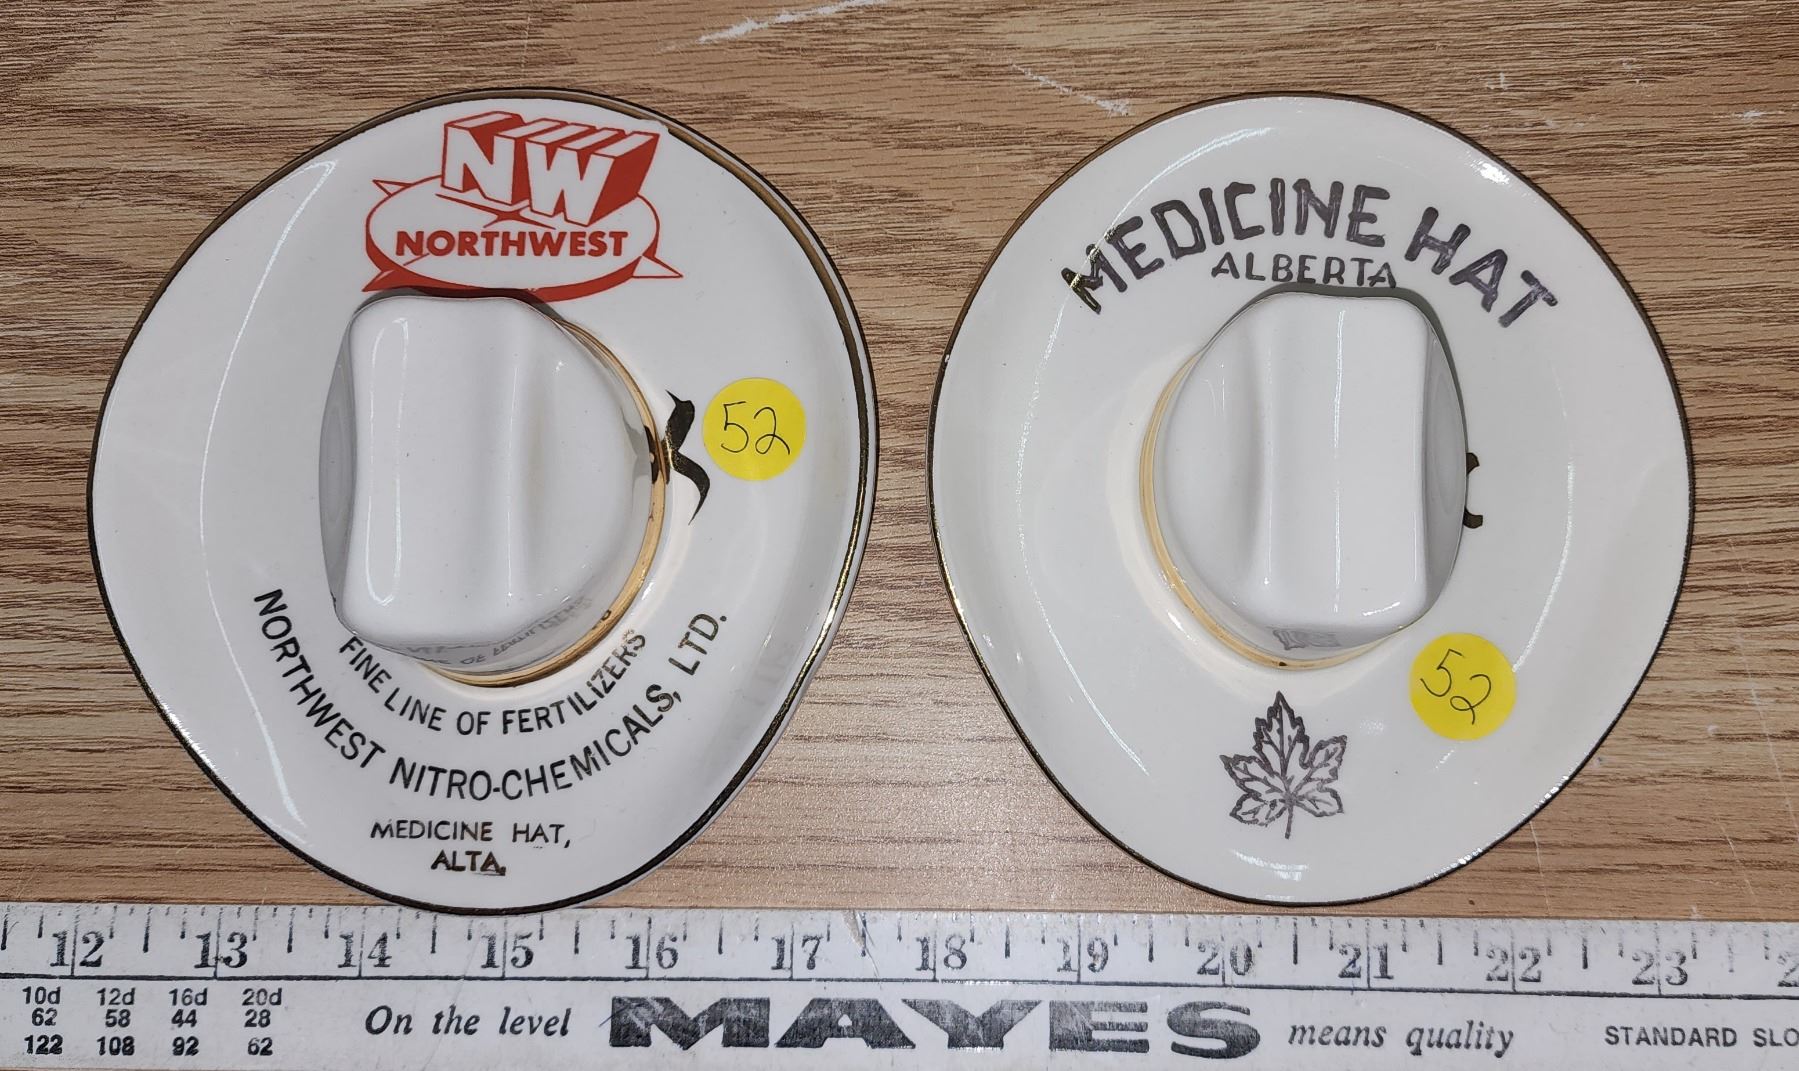 NW
NORTHWEST
52
FINE LINE OF FERTILIZERS
NORTHWEST NITRO-CHEMICALS, LTD.
MEDICINE HAT,
ALTA.
MEDICINE HAT
ALBERTA
52
12 13 14 15 16 17 18 19 20 21 22 23
10d 12d 16d 20d
62 58 44 28
122 108 92 62
On the level MAYES means quality STANDARD SLO